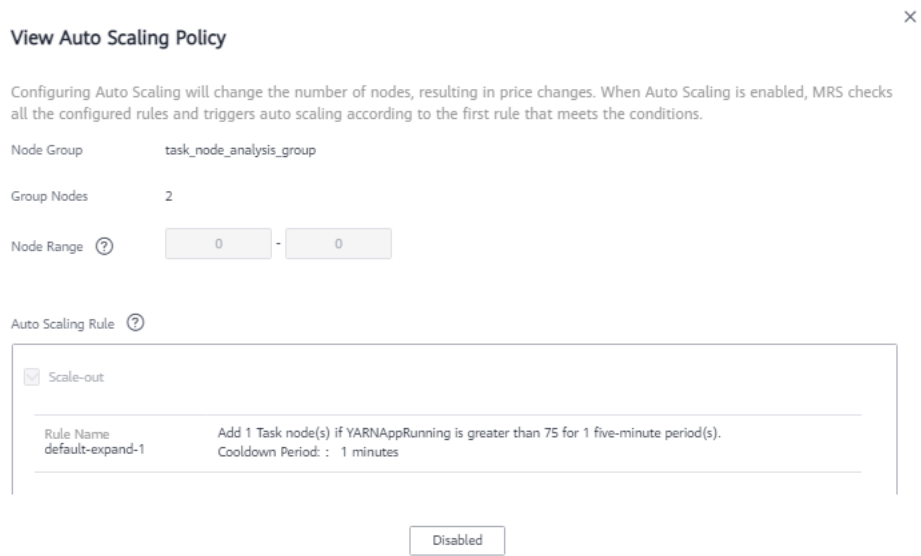 View Auto Scaling Policy
Configuring Auto Scaling will change the number of nodes, resulting in price changes. When Auto Scaling is enabled, MRS checks
all the configured rules and triggers auto scaling according to the first rule that meets the conditions.
Node Group task_node_analysis_group
Group Nodes 2
Node Range ? 0 - 0
Auto Scaling Rule ?
Scale-out
Rule Name Add 1 Task node(s) if YARNAppRunning is greater than 75 for 1 five-minute period(s).
default-expand-1 Cooldown Period: : 1 minutes
Disabled